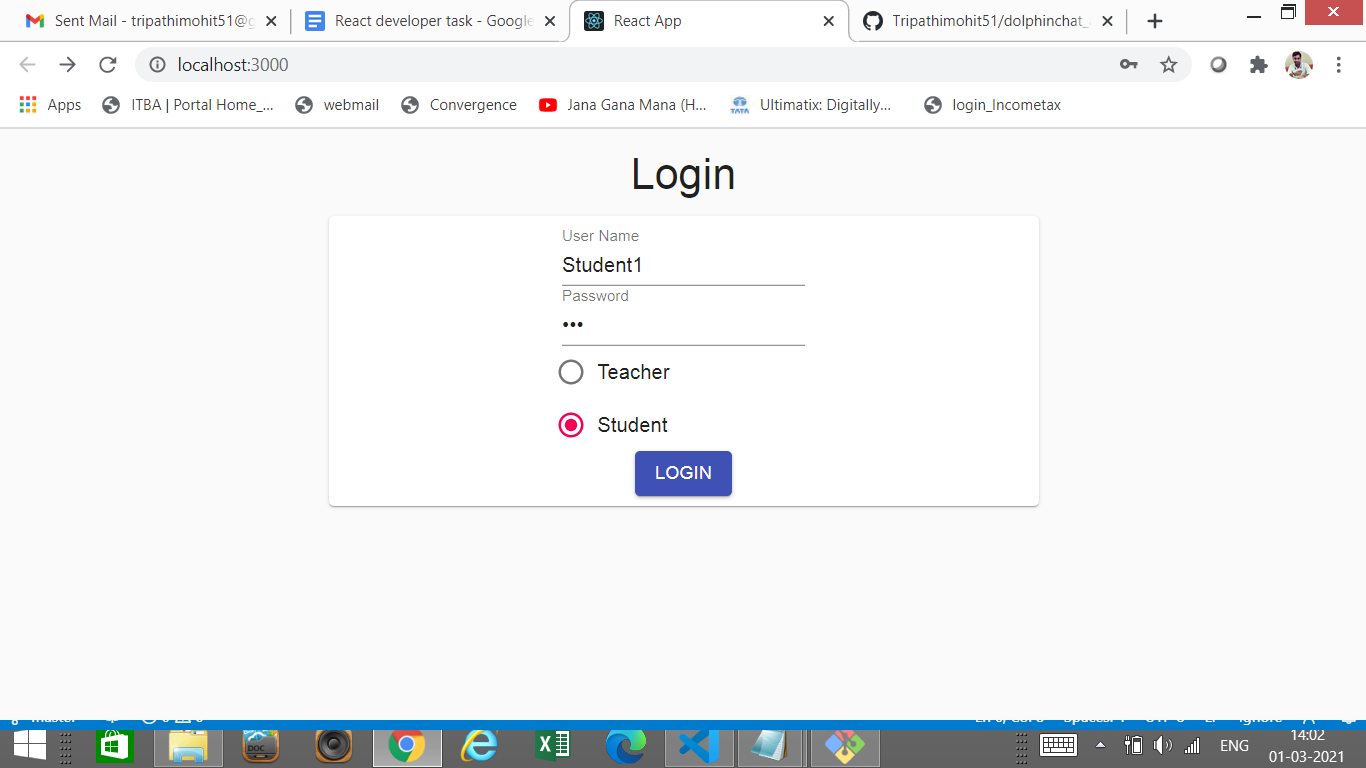 Sent Mail - tripathimohit51@g
React developer task - Google
React App
Tripathimohit51/dolphinchat_
localhost:3000
Apps
ITBA | Portal Home_...
webmail
Convergence
Jana Gana Mana (H...
TATA
Ultimatix: Digitally...
login_Incometax
Login
User Name
Student1
Password
•••
Teacher
Student
LOGIN
DOC
ENG
14:02
01-03-2021